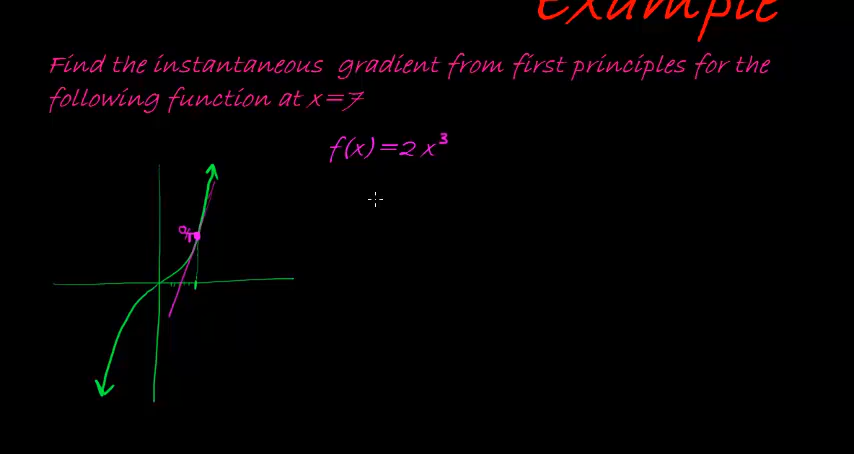 Example
Find the instantaneous gradient from first principles for the
following function at x=7
f(x)=2x³